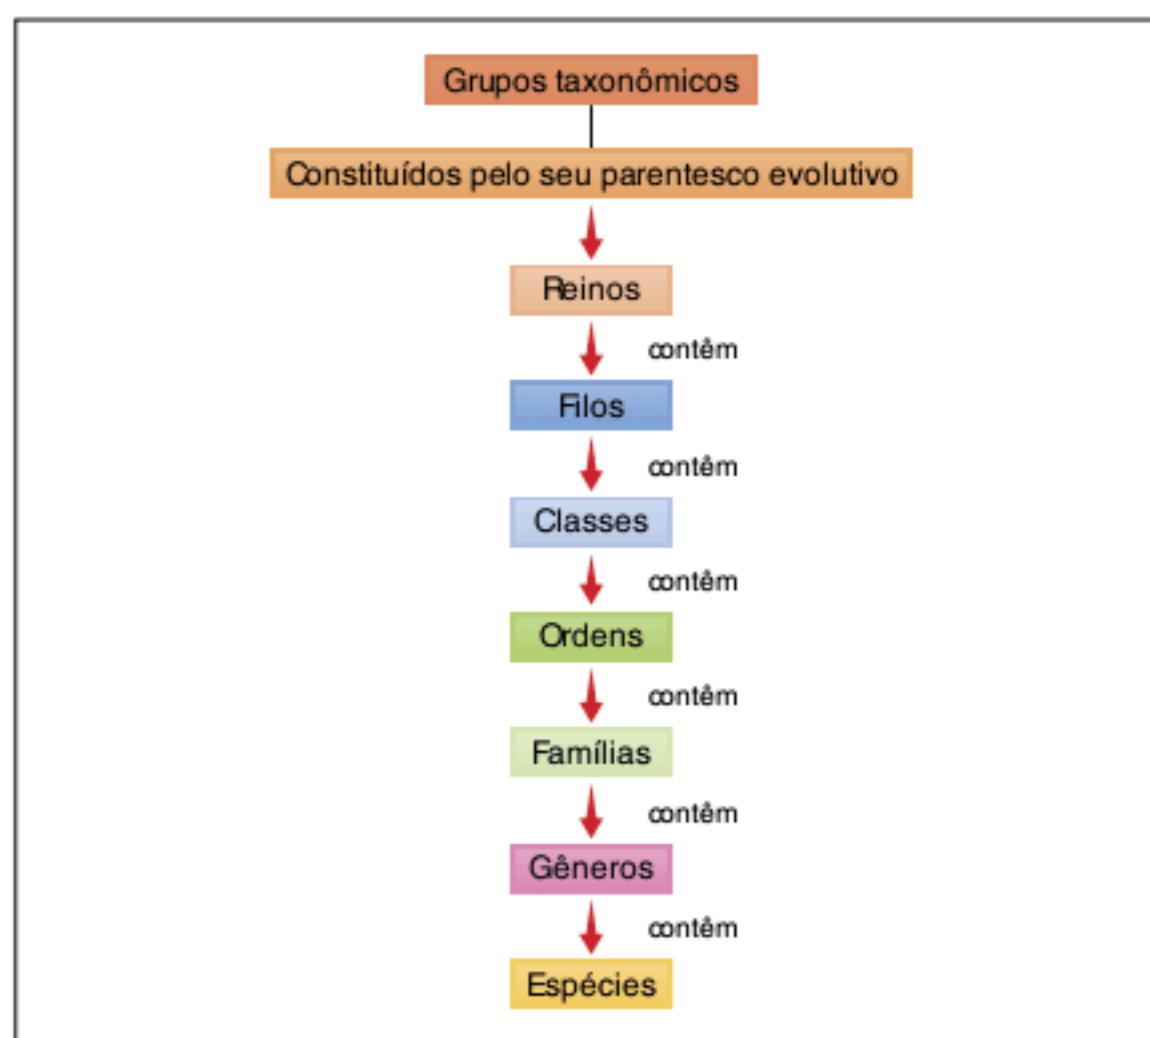 Grupos taxonômicos
Constituídos pelo seu parentesco evolutivo
Reinos
contêm
Filos
contêm
Classes
contêm
Ordens
contêm
Famílias
contêm
Gêneros
contêm
Espécies